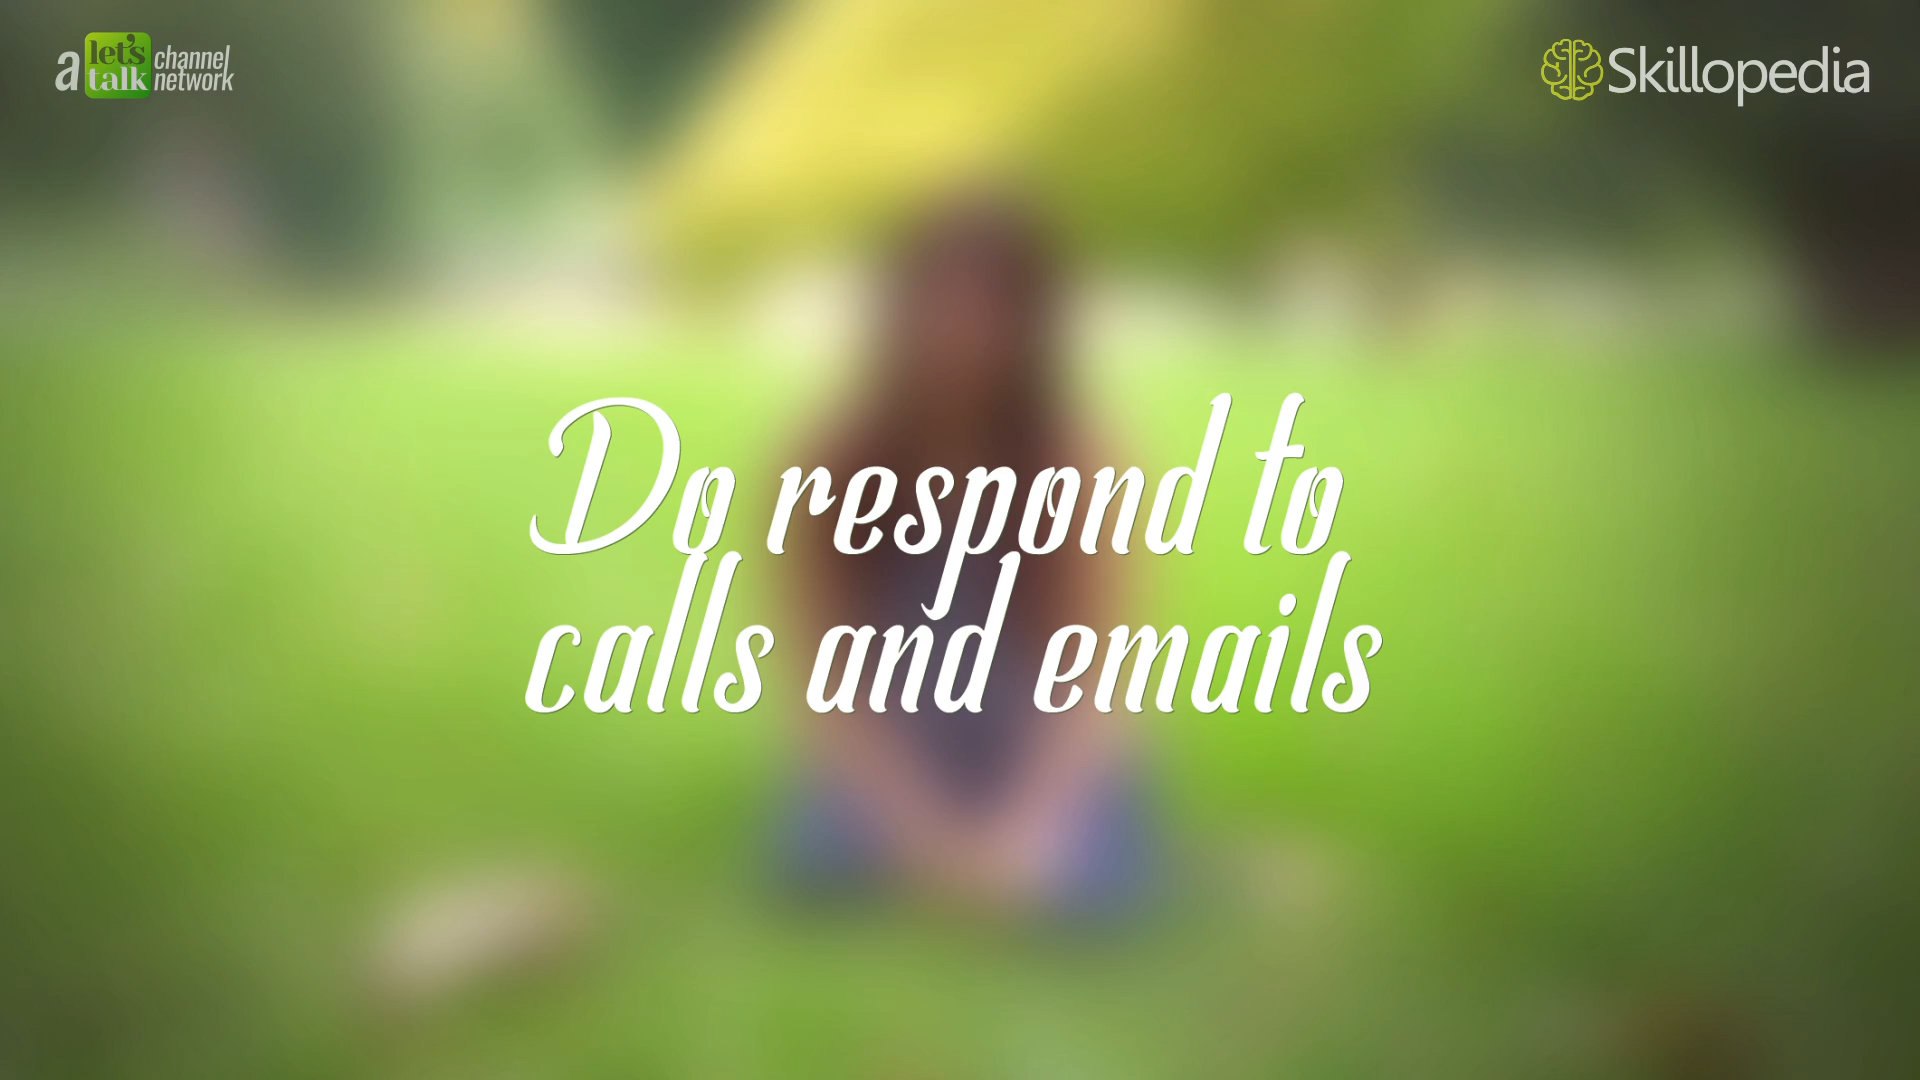 a let's talk channel network
Skillopedia
Do respond to
calls and emails